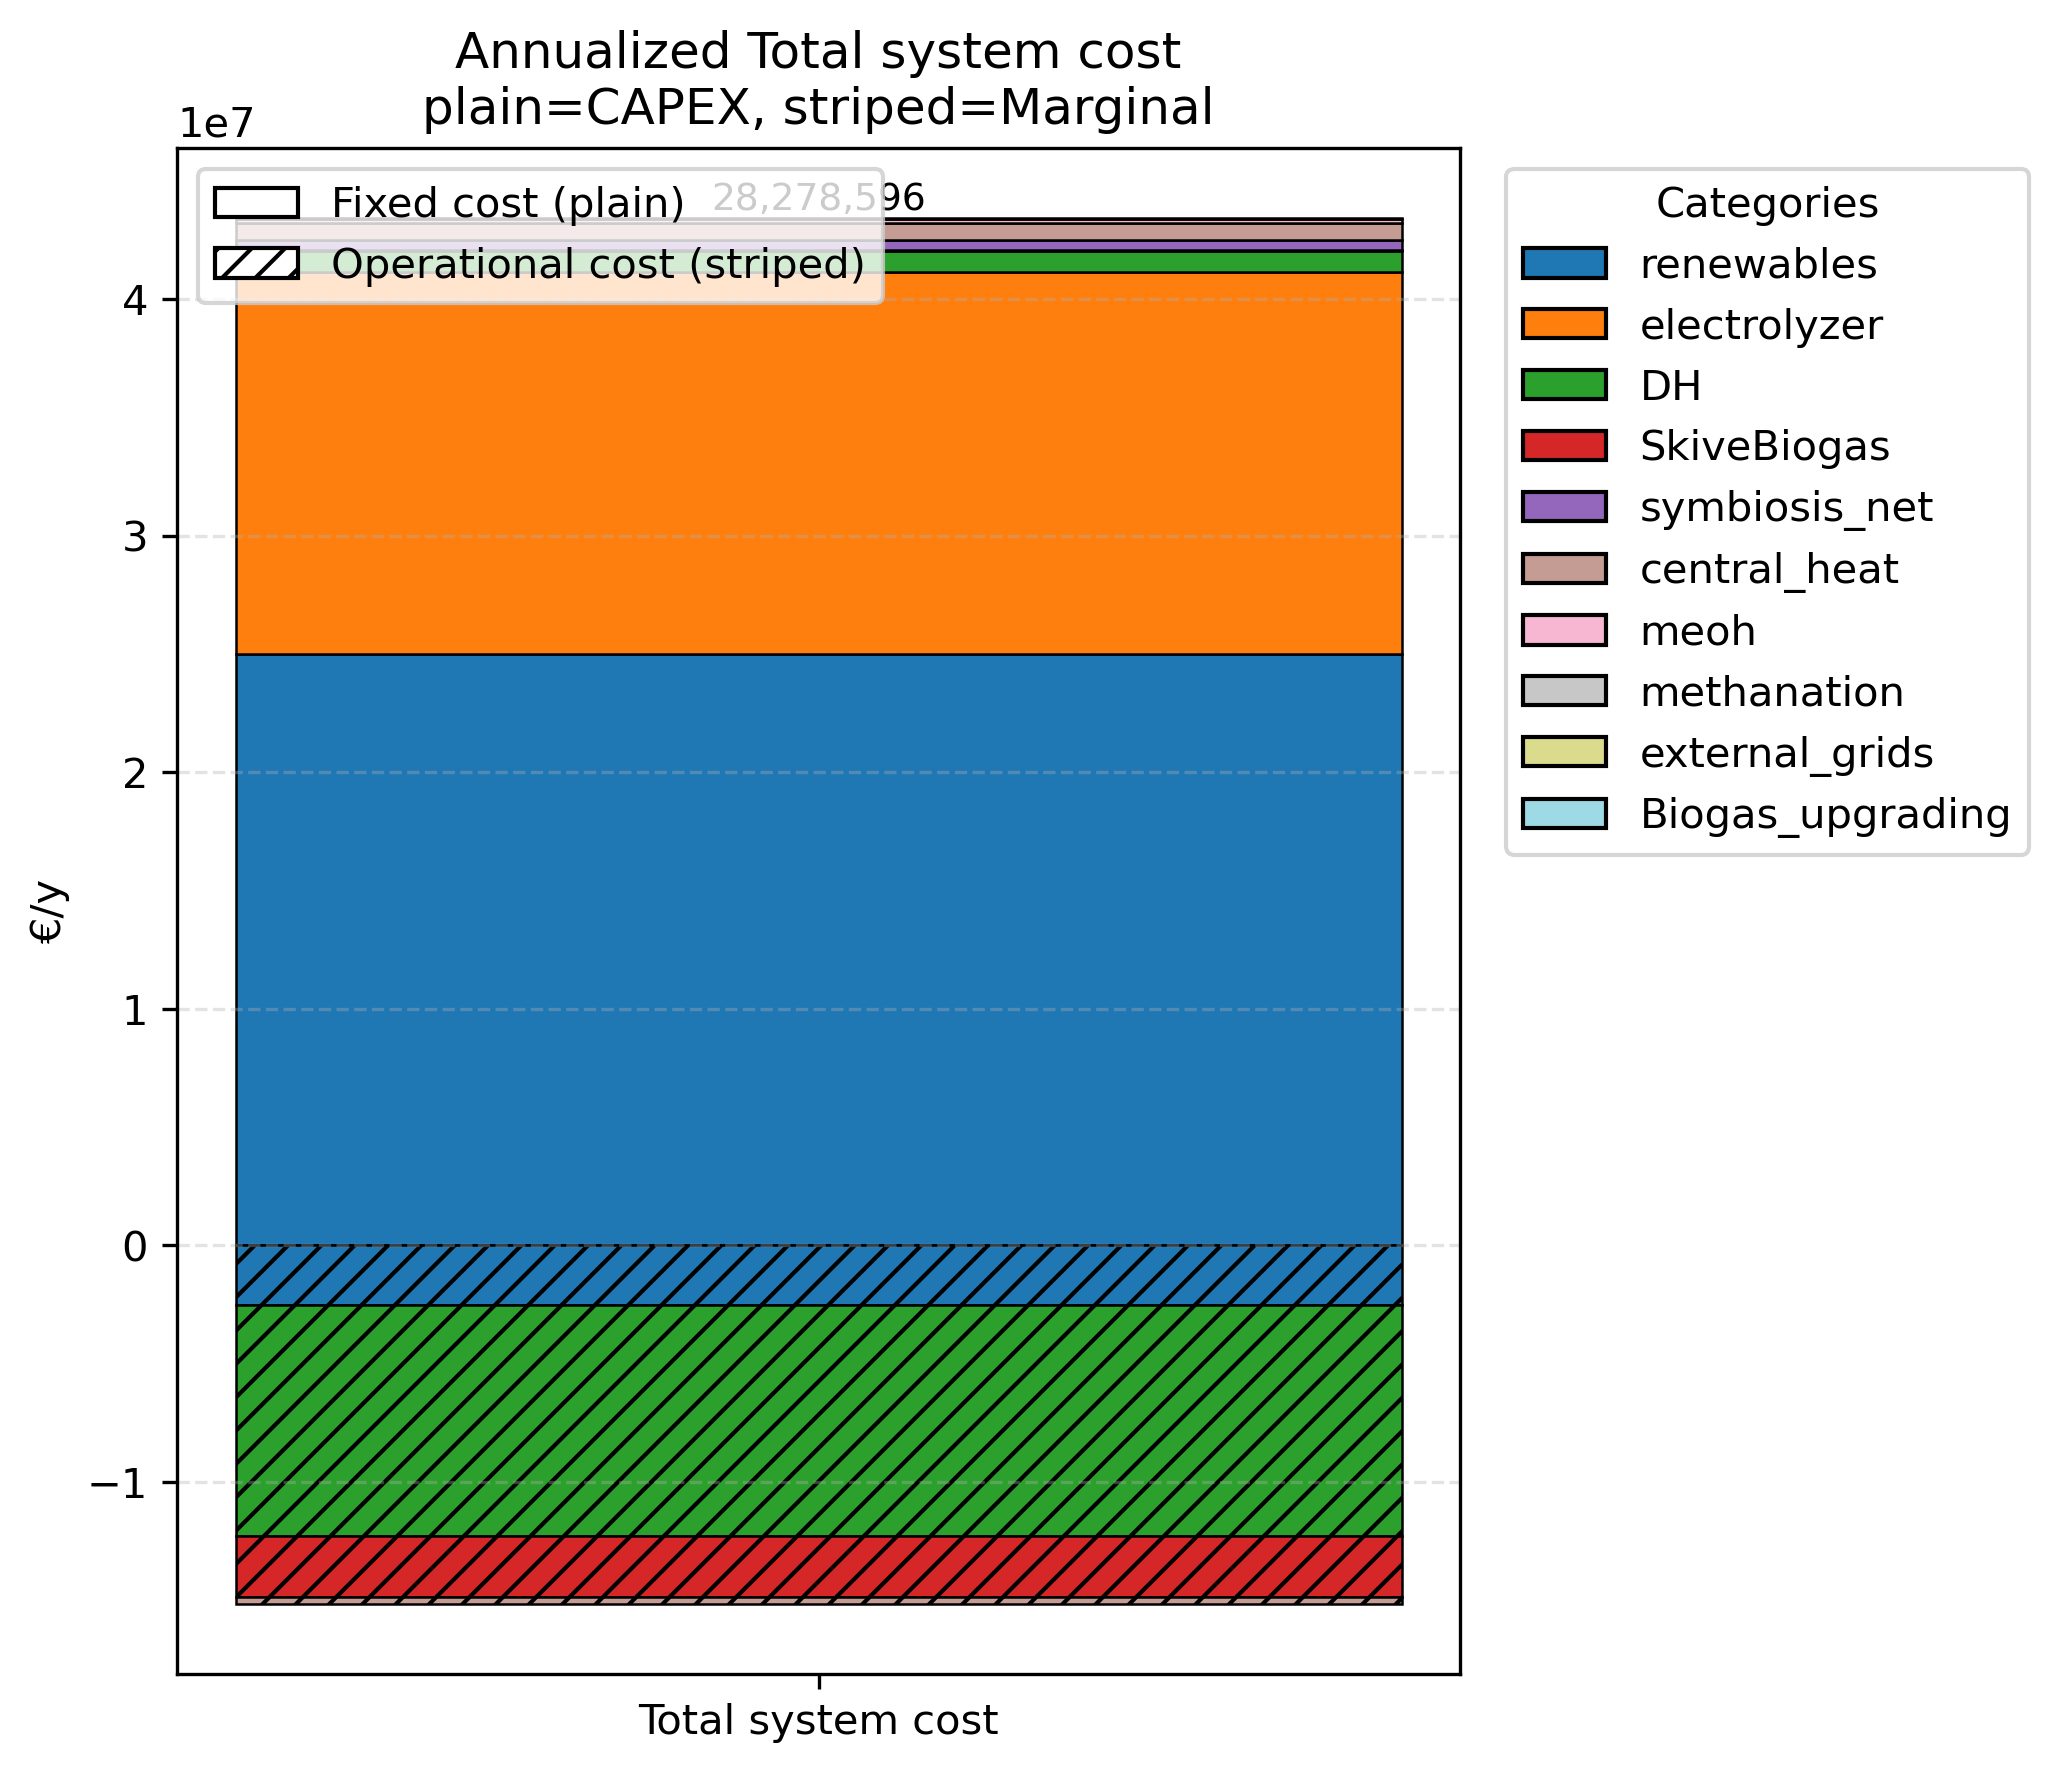 Annualized Total system cost
plain=CAPEX, striped=Marginal
1e7
Fixed cost (plain)
28,278,596
Operational cost (striped)
4
3
2
1
0
−1
€/y
Total system cost
Categories
renewables
electrolyzer
DH
SkiveBiogas
symbiosis_net
central_heat
meoh
methanation
external_grids
Biogas_upgrading